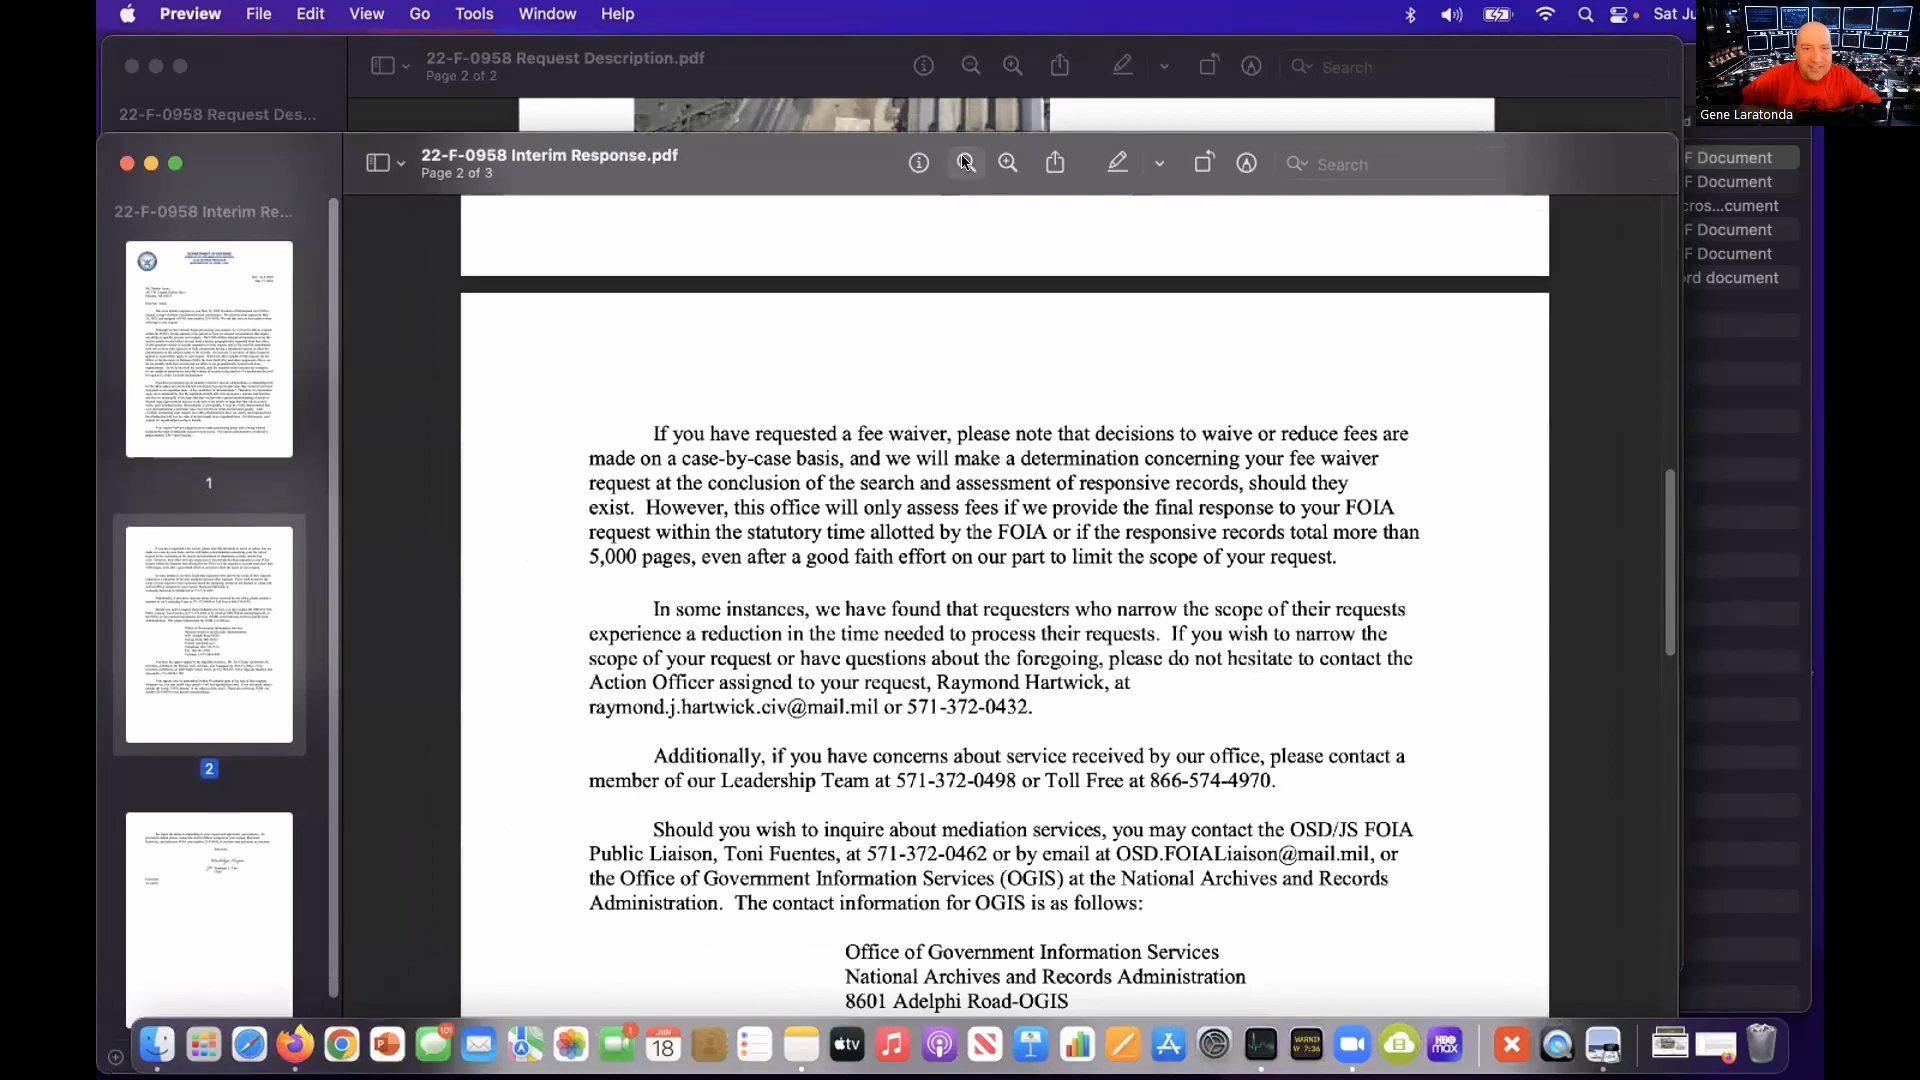 Preview File Edit View Go Tools Window Help
Sat Ju
22-F-0958 Request Description.pdf
Page 2 of 2
Search
22-F-0958 Request Des...
Gene Laratonda
22-F-0958 Interim Response.pdf
Page 2 of 3
Search
F Document
F Document
cros...cument
F Document
F Document
rd document
22-F-0958 Interim Re...
1
2
If you have requested a fee waiver, please note that decisions to waive or reduce fees are
made on a case-by-case basis, and we will make a determination concerning your fee waiver
request at the conclusion of the search and assessment of responsive records, should they
exist. However, this office will only assess fees if we provide the final response to your FOIA
request within the statutory time allotted by the FOIA or if the responsive records total more than
5,000 pages, even after a good faith effort on our part to limit the scope of your request.
In some instances, we have found that requesters who narrow the scope of their requests
experience a reduction in the time needed to process their requests. If you wish to narrow the
scope of your request or have questions about the foregoing, please do not hesitate to contact the
Action Officer assigned to your request, Raymond Hartwick, at
raymond.j.hartwick.civ@mail.mil or 571-372-0432.
Additionally, if you have concerns about service received by our office, please contact a
member of our Leadership Team at 571-372-0498 or Toll Free at 866-574-4970.
Should you wish to inquire about mediation services, you may contact the OSD/JS FOIA
Public Liaison, Toni Fuentes, at 571-372-0462 or by email at OSD.FOIALiaison@mail.mil, or
the Office of Government Information Services (OGIS) at the National Archives and Records
Administration. The contact information for OGIS is as follows:
Office of Government Information Services
National Archives and Records Administration
8601 Adelphi Road-OGIS
101
1
JUN
18
tv
HBO
max